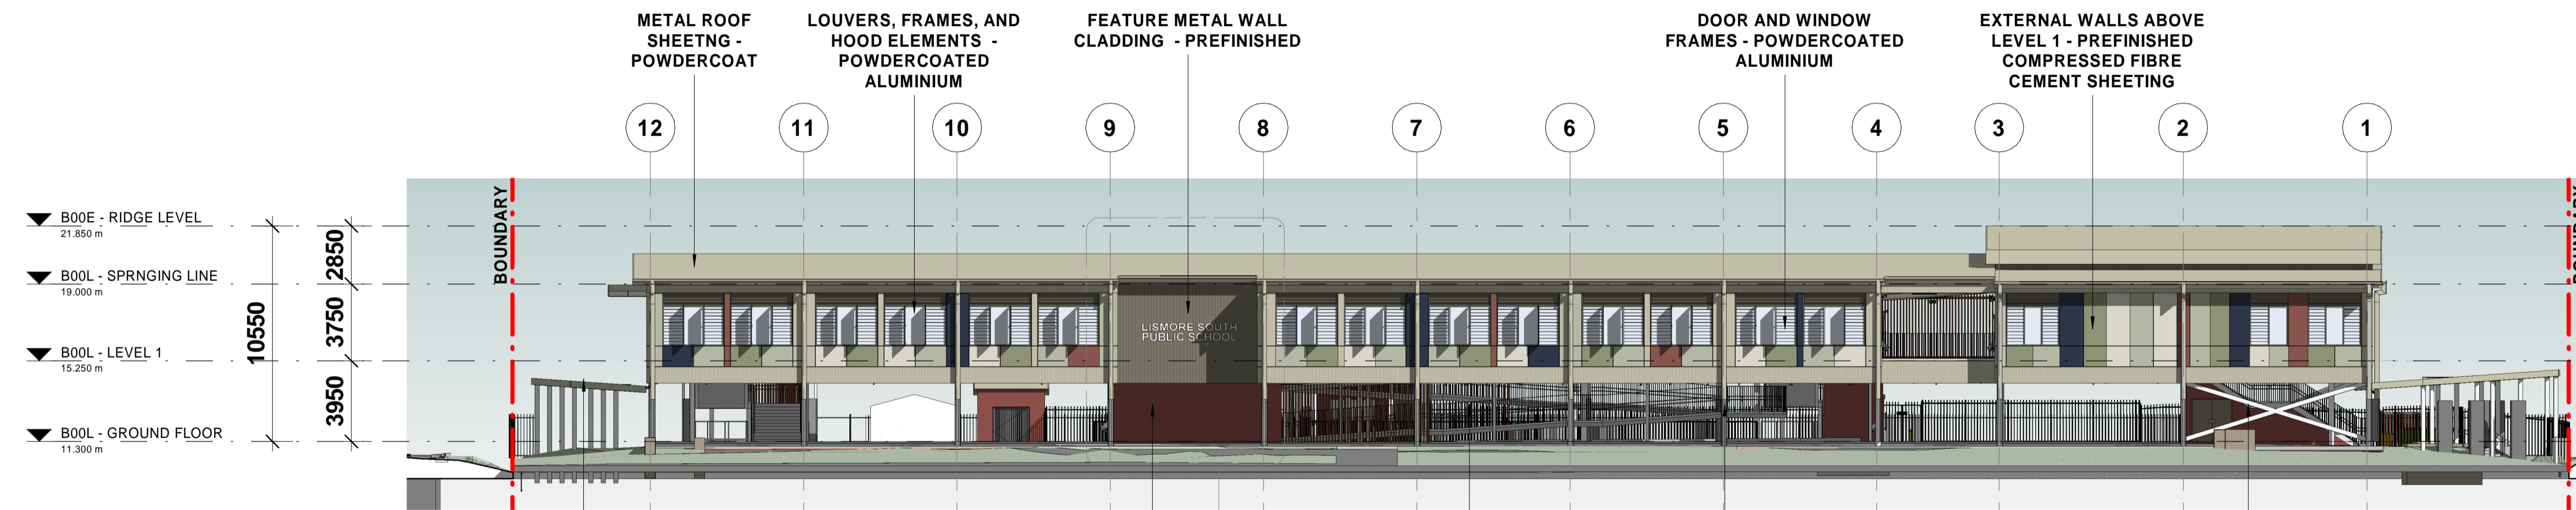 METAL ROOF
SHEETNG -
POWDERCOAT
LOUVERS, FRAMES, AND
HOOD ELEMENTS -
POWDERCOATED
ALUMINIUM
FEATURE METAL WALL
CLADDING - PREFINISHED
DOOR AND WINDOW
FRAMES - POWDERCOATED
ALUMINIUM
EXTERNAL WALLS ABOVE
LEVEL 1 - PREFINISHED
COMPRESSED FIBRE
CEMENT SHEETING
12
11
10
9
8
7
6
5
4
3
2
1
BOUNDARY
BOUNDARY
B00E - RIDGE LEVEL
21.850 m
B00L - SPRNGING LINE
19.000 m
B00L - LEVEL 1
15.250 m
B00L - GROUND FLOOR
11.300 m
10550
2850
3750
3950
LISMORE SOUTH
PUBLIC SCHOOL